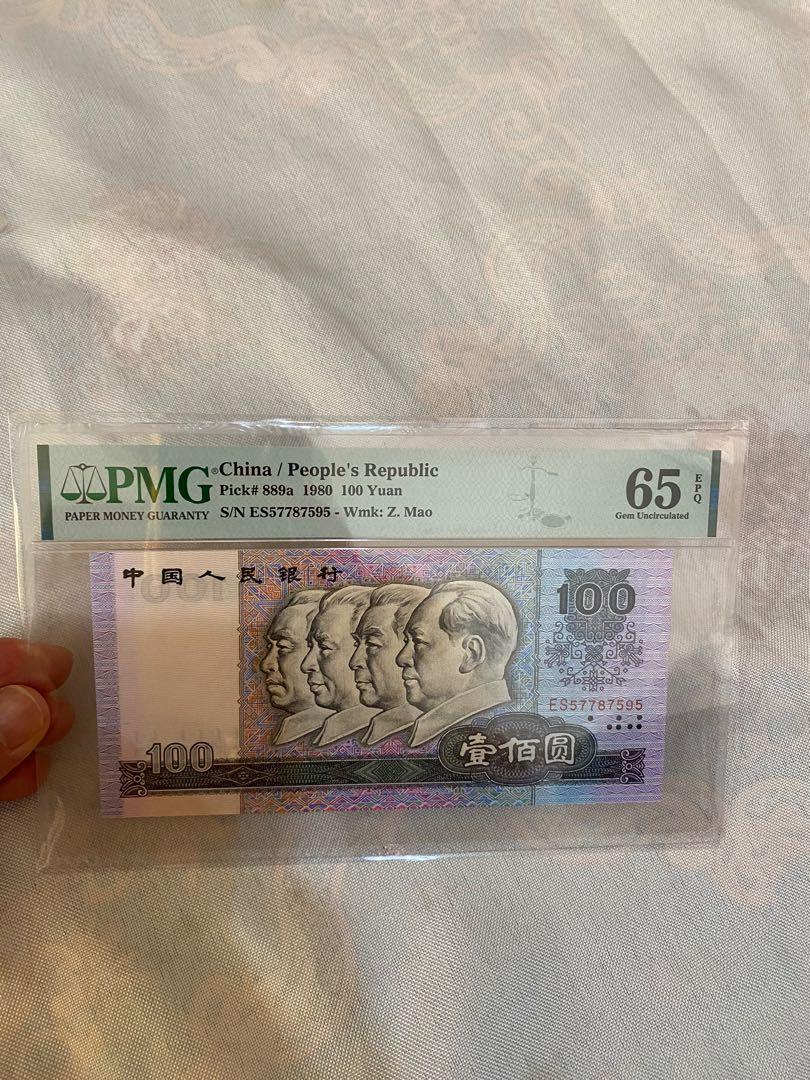 PMG® China / People's Republic
Pick# 889a 1980 100 Yuan
PAPER MONEY GUARANTY S/N ES57787595 - Wmk: Z. Mao
65 EPQ
Gem Uncirculated
中国人民银行
100
ES57787595
100
壹佰圆